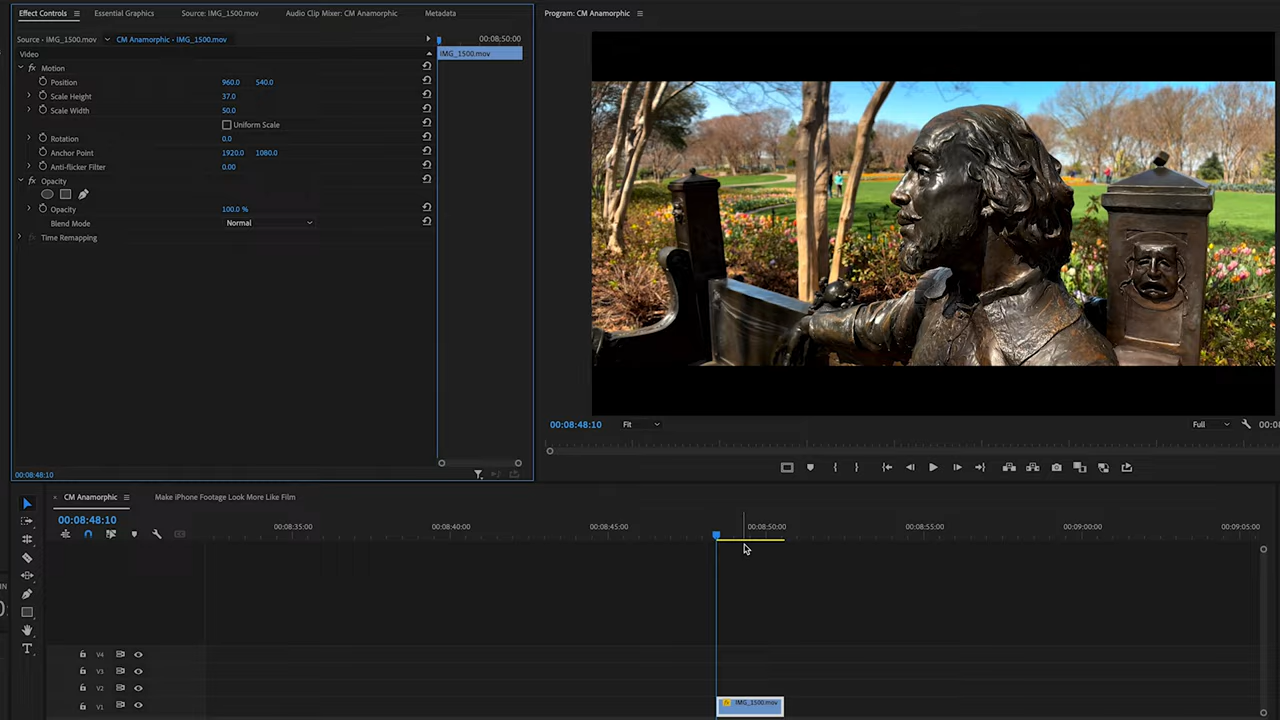 Effect Controls Essential Graphics Source: IMG_1500.mov Audio Clip Mixer: CM Anamorphic Metadata
Program: CM Anamorphic
Source - IMG_1500.mov CM Anamorphic - IMG_1500.mov 00:08:50:00
Video IMG_1500.mov
fx Motion
Position 960.0 540.0
Scale Height 37.0
Scale Width 50.0
Uniform Scale
Rotation 0.0
Anchor Point 1920.0 1080.0
Anti-flicker Filter 0.00
fx Opacity
Opacity 100.0 %
Blend Mode Normal
Time Remapping
00:08:48:10
00:08:48:10 Fit Full 00:08
CM Anamorphic Make iPhone Footage Look More Like Film
00:08:48:10
00:08:35:00 00:08:40:00 00:08:45:00 00:08:50:00 00:08:55:00 00:09:00:00 00:09:05:00
T
V4
V3
V2
V1
fx IMG_1500.mov